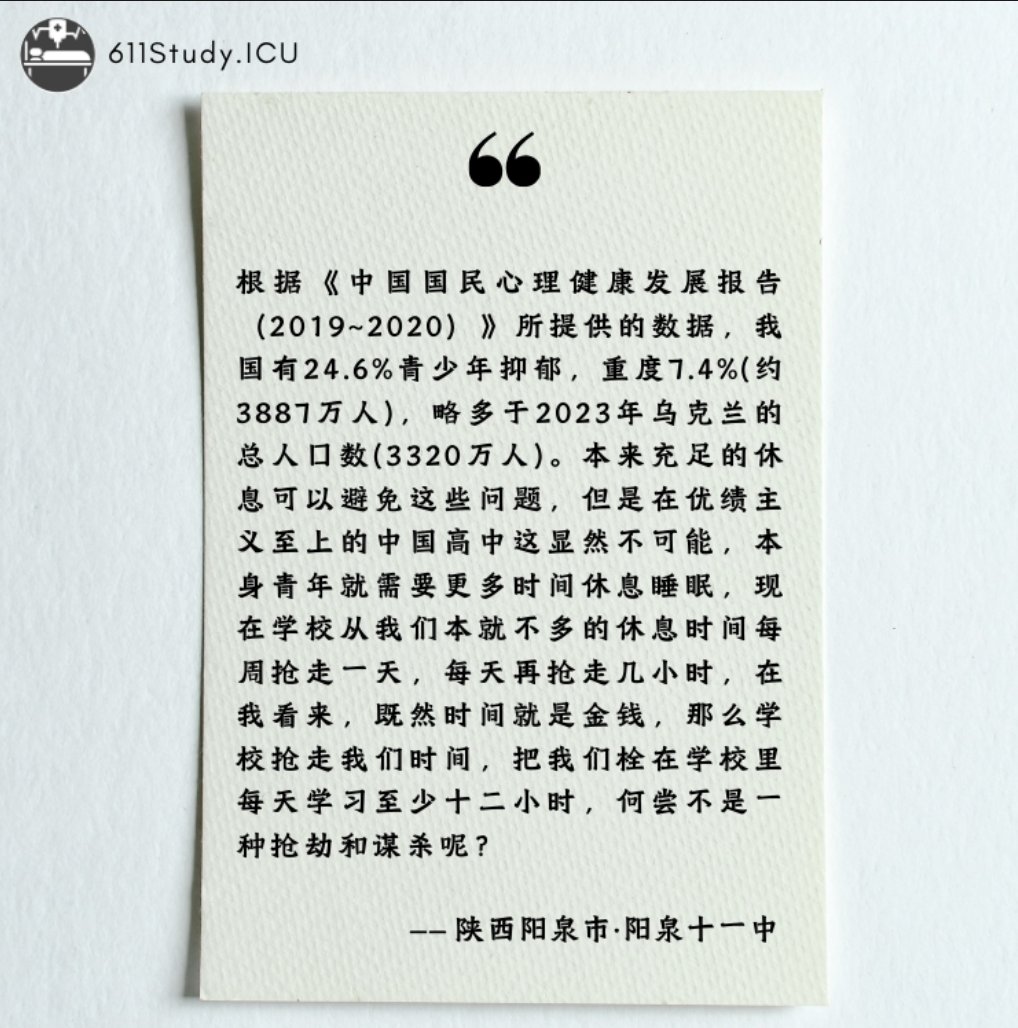 611Study.ICU
❝
根据《中国国民心理健康发展报告
(2019~2020) 》所提供的数据，我
国有24.6%青少年抑郁，重度7.4%(约
3887万人)，略多于2023年乌克兰的
总人口数(3320万人)。本来充足的休
息可以避免这些问题，但是在优绩主
义至上的中国高中这显然不可能，本
身青年就需要更多时间休息睡眠，现
在学校从我们本就不多的休息时间每
周抢走一天，每天再抢走几小时，在
我看来，既然时间就是金钱，那么学
校抢走我们时间，把我们栓在学校里
每天学习至少十二小时，何尝不是一
种抢劫和谋杀呢？
—— 陕西阳泉市·阳泉十一中